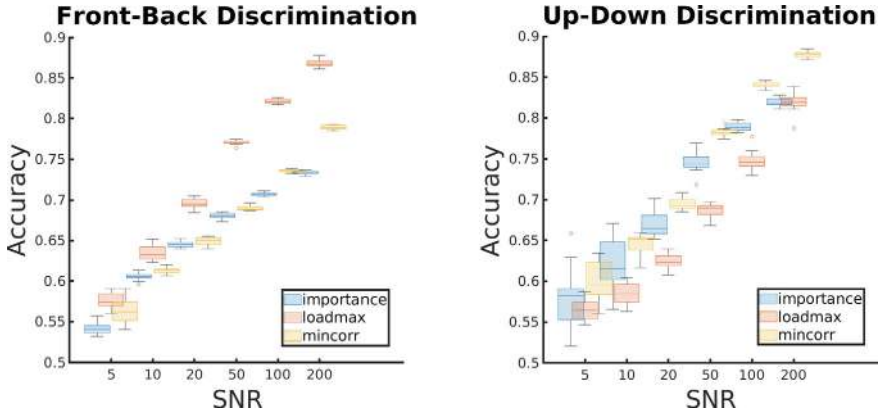 Front-Back Discrimination
Accuracy
0.9
0.85
0.8
0.75
0.7
0.65
0.6
0.55
0.5
importance
loadmax
mincorr
5 10 20 50 100 200
SNR
Up-Down Discrimination
Accuracy
0.9
0.85
0.8
0.75
0.7
0.65
0.6
0.55
0.5
importance
loadmax
mincorr
5 10 20 50 100 200
SNR